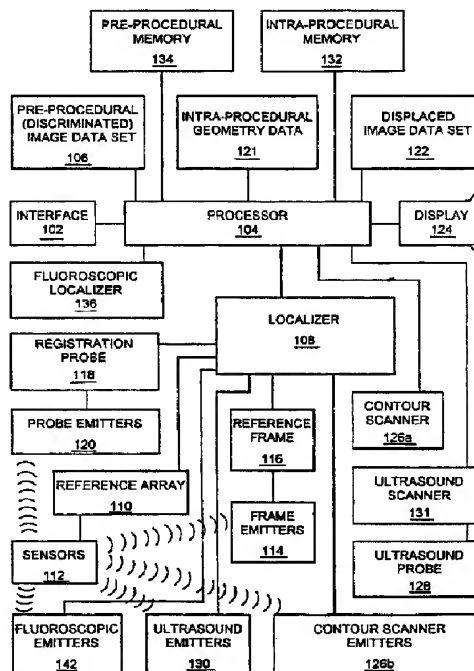 PRE-PROCEDURAL
MEMORY
134
INTRA-PROCEDURAL
MEMORY
132
PRE-PROCEDURAL
(DISCRIMINATED)
IMAGE DATA SET
106
INTRA-PROCEDURAL
GEOMETRY DATA
121
DISPLACED
IMAGE DATA SET
122
INTERFACE
102
PROCESSOR
104
DISPLAY
124
FLUOROSCOPIC
LOCALIZER
136
LOCALIZER
108
REGISTRATION
PROBE
118
CONTOUR
SCANNER
126a
PROBE EMITTERS
120
REFERENCE
FRAME
116
REFERENCE ARRAY
110
ULTRASOUND
SCANNER
131
FRAME
EMITTERS
114
SENSORS
112
ULTRASOUND
PROBE
128
FLUOROSCOPIC
EMITTERS
142
ULTRASOUND
EMITTERS
130
CONTOUR SCANNER
EMITTERS
126b